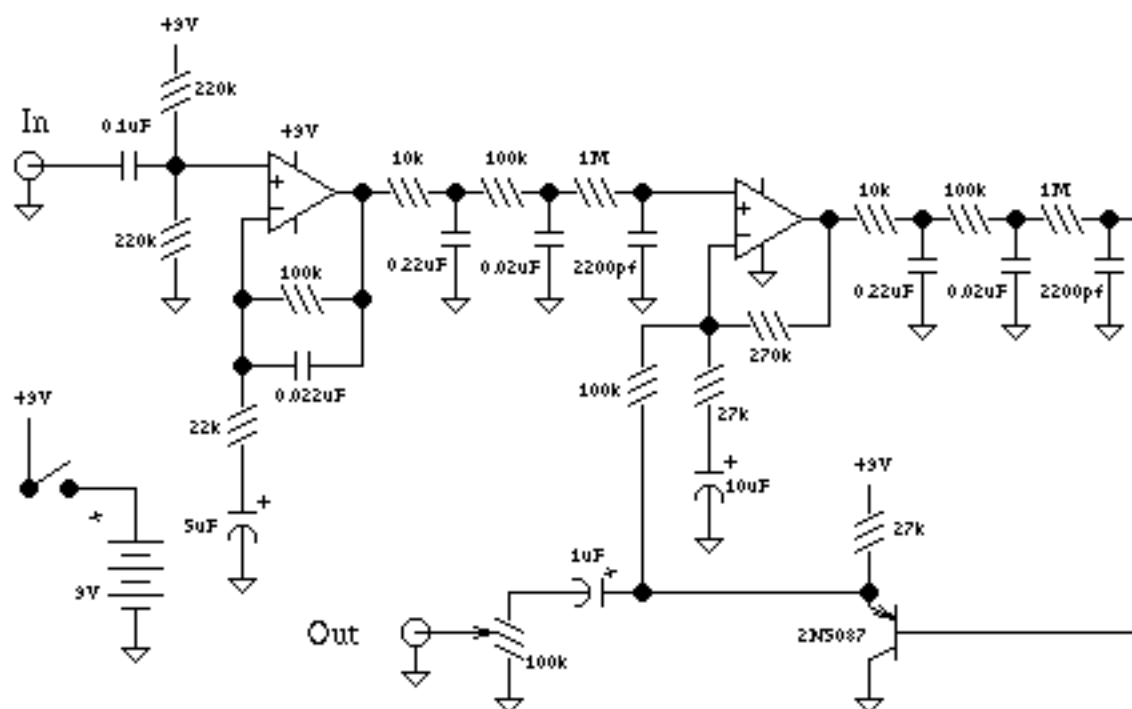 +9V
220k
In
0.1uF
+9V
10k
100k
1M
10k
100k
1M
+
−
+
−
220k
0.22uF
0.02uF
2200pf
0.22uF
0.02uF
2200pf
100k
270k
0.022uF
100k
27k
+9V
22k
+
+9V
10uF
+
5uF
27k
+
1uF
+
9V
Out
100k
2N5087